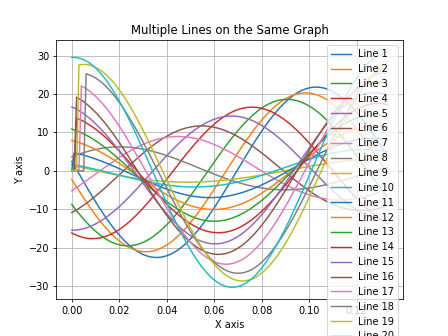 Multiple Lines on the Same Graph
Y axis
30
20
10
0
−10
−20
−30
0.00
0.02
0.04
0.06
0.08
0.10
X axis
Line 1
Line 2
Line 3
Line 4
Line 5
Line 6
Line 7
Line 8
Line 9
Line 10
Line 11
Line 12
Line 13
Line 14
Line 15
Line 16
Line 17
Line 18
Line 19
Line 20